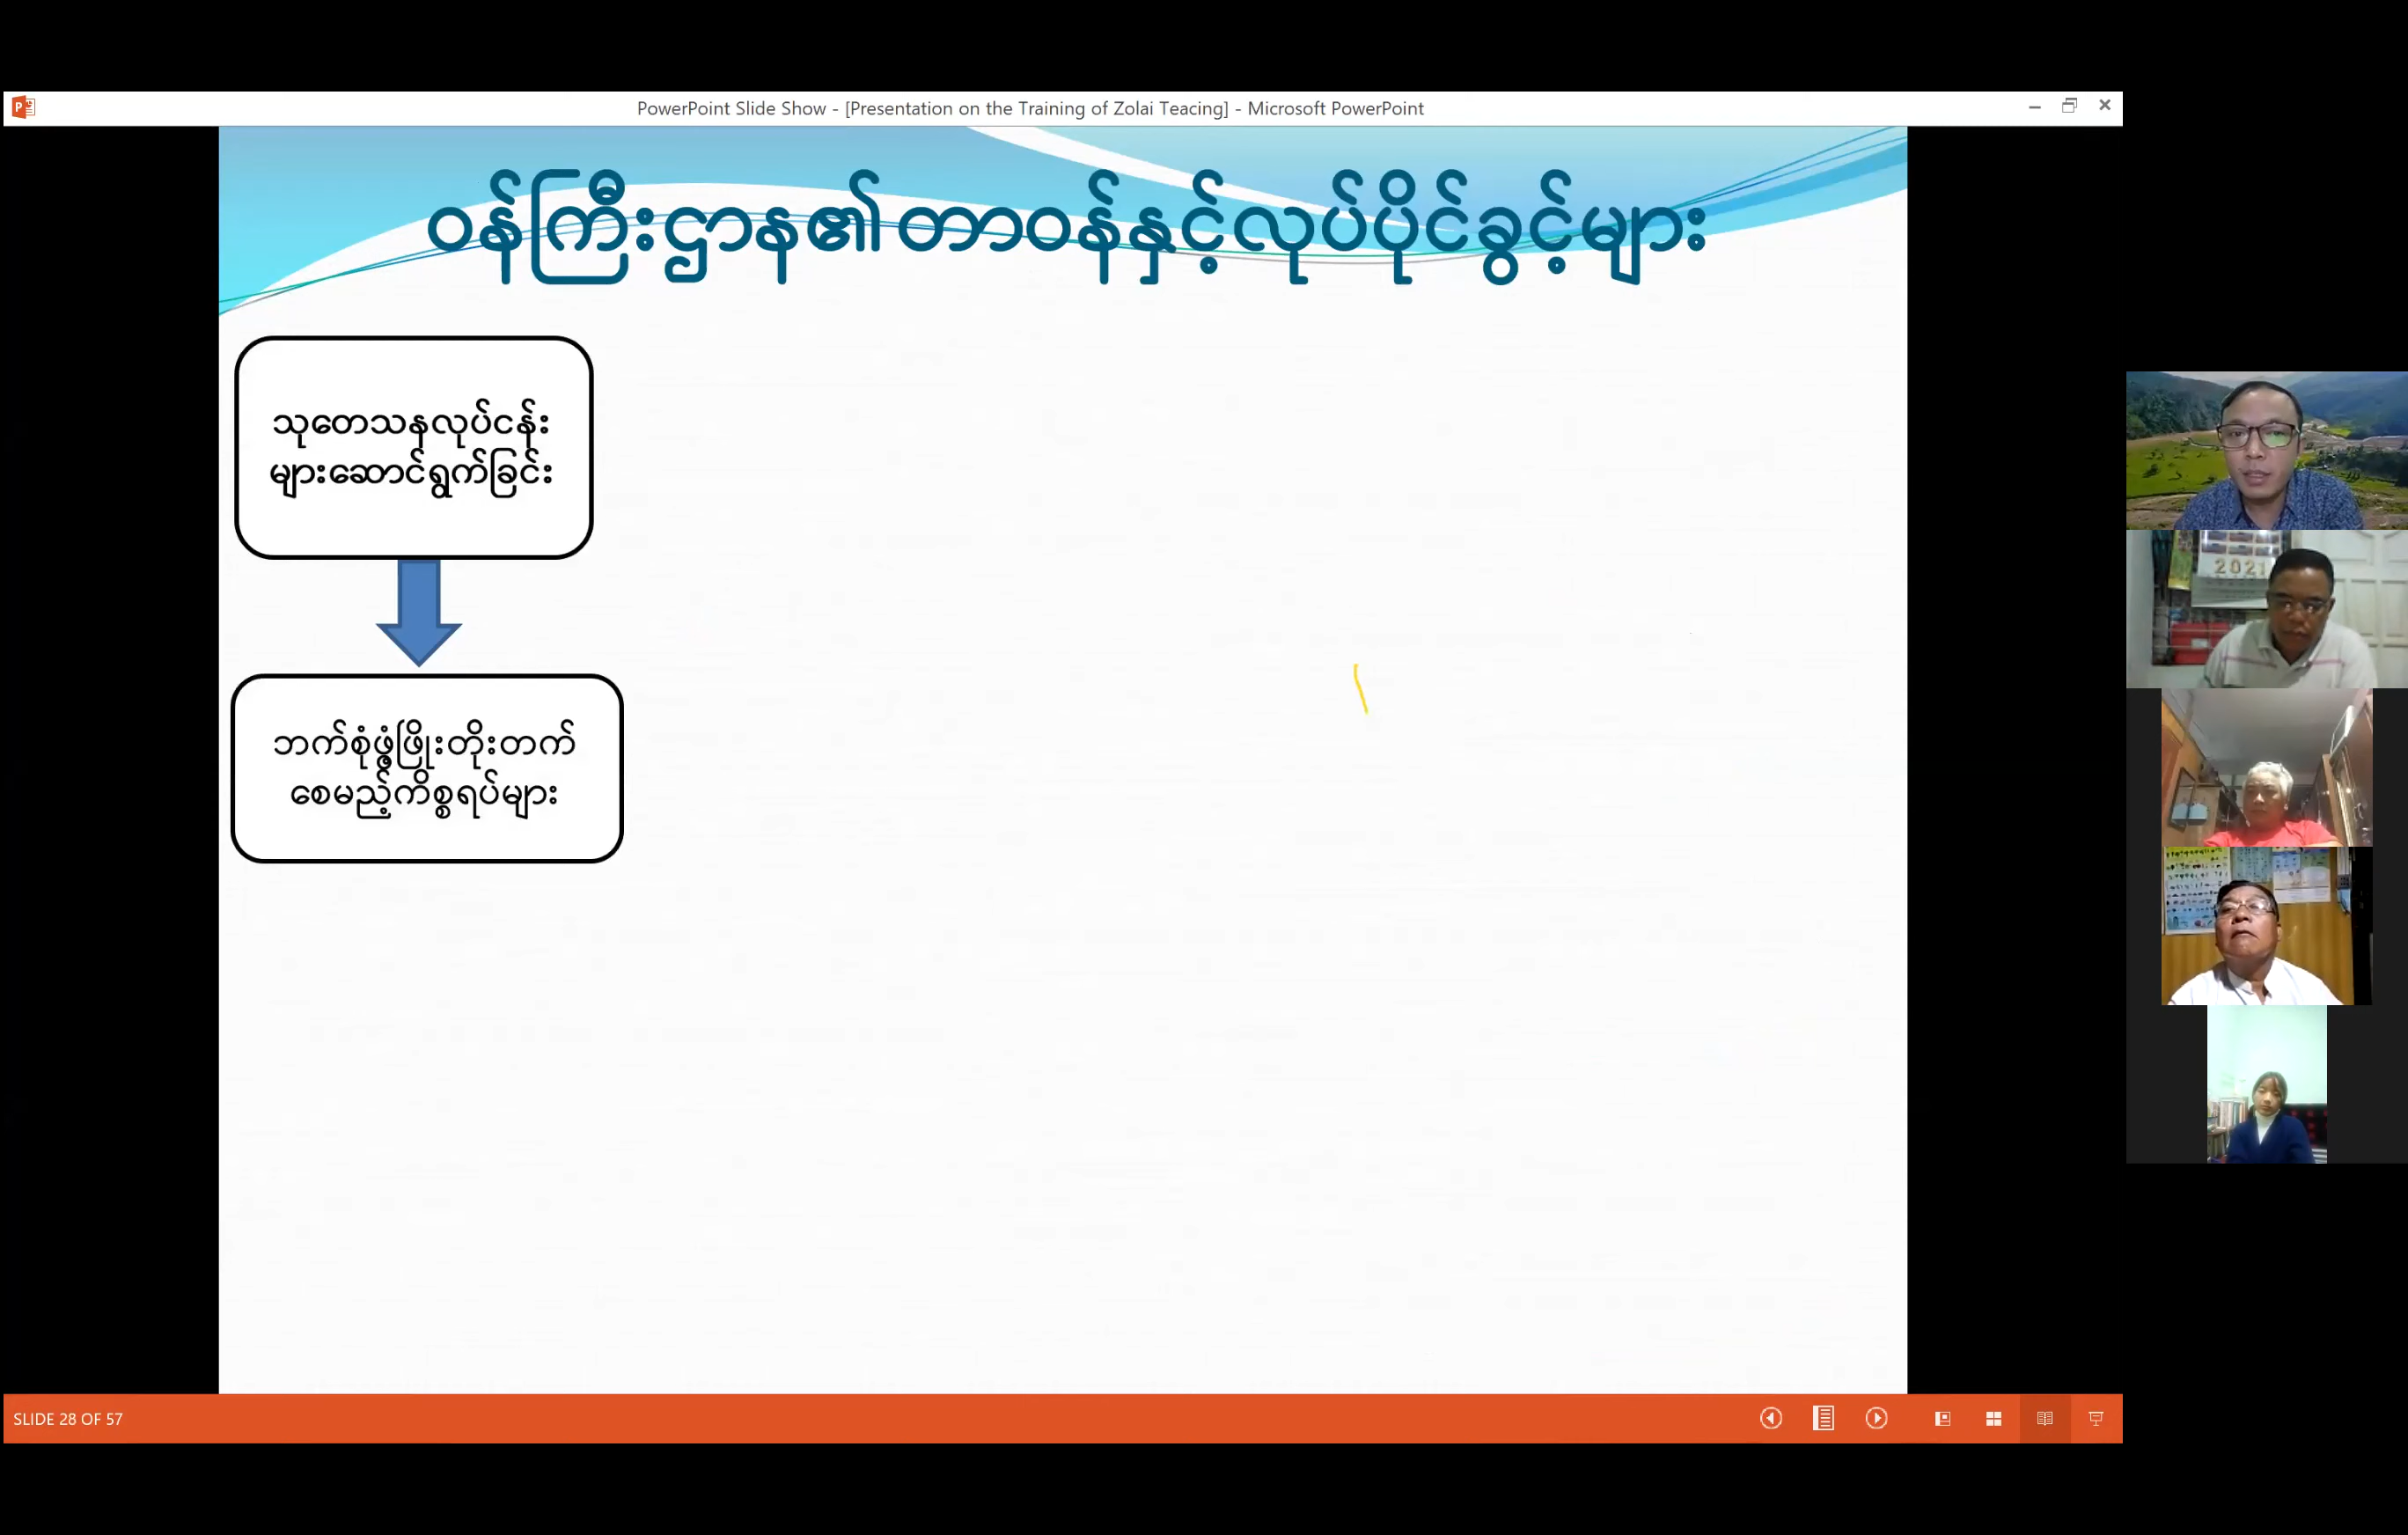 PowerPoint Slide Show - [Presentation on the Training of Zolai Teacing] - Microsoft PowerPoint
ဝန်ကြီးဌာန၏တာဝန်နှင့်လုပ်ပိုင်ခွင့်များ
သုတေသနလုပ်ငန်း
များဆောင်ရွက်ခြင်း
ဘက်စုံဖွံ့ဖြိုးတိုးတက်
စေမည့်ကိစ္စရပ်များ
2021
SLIDE 28 OF 57